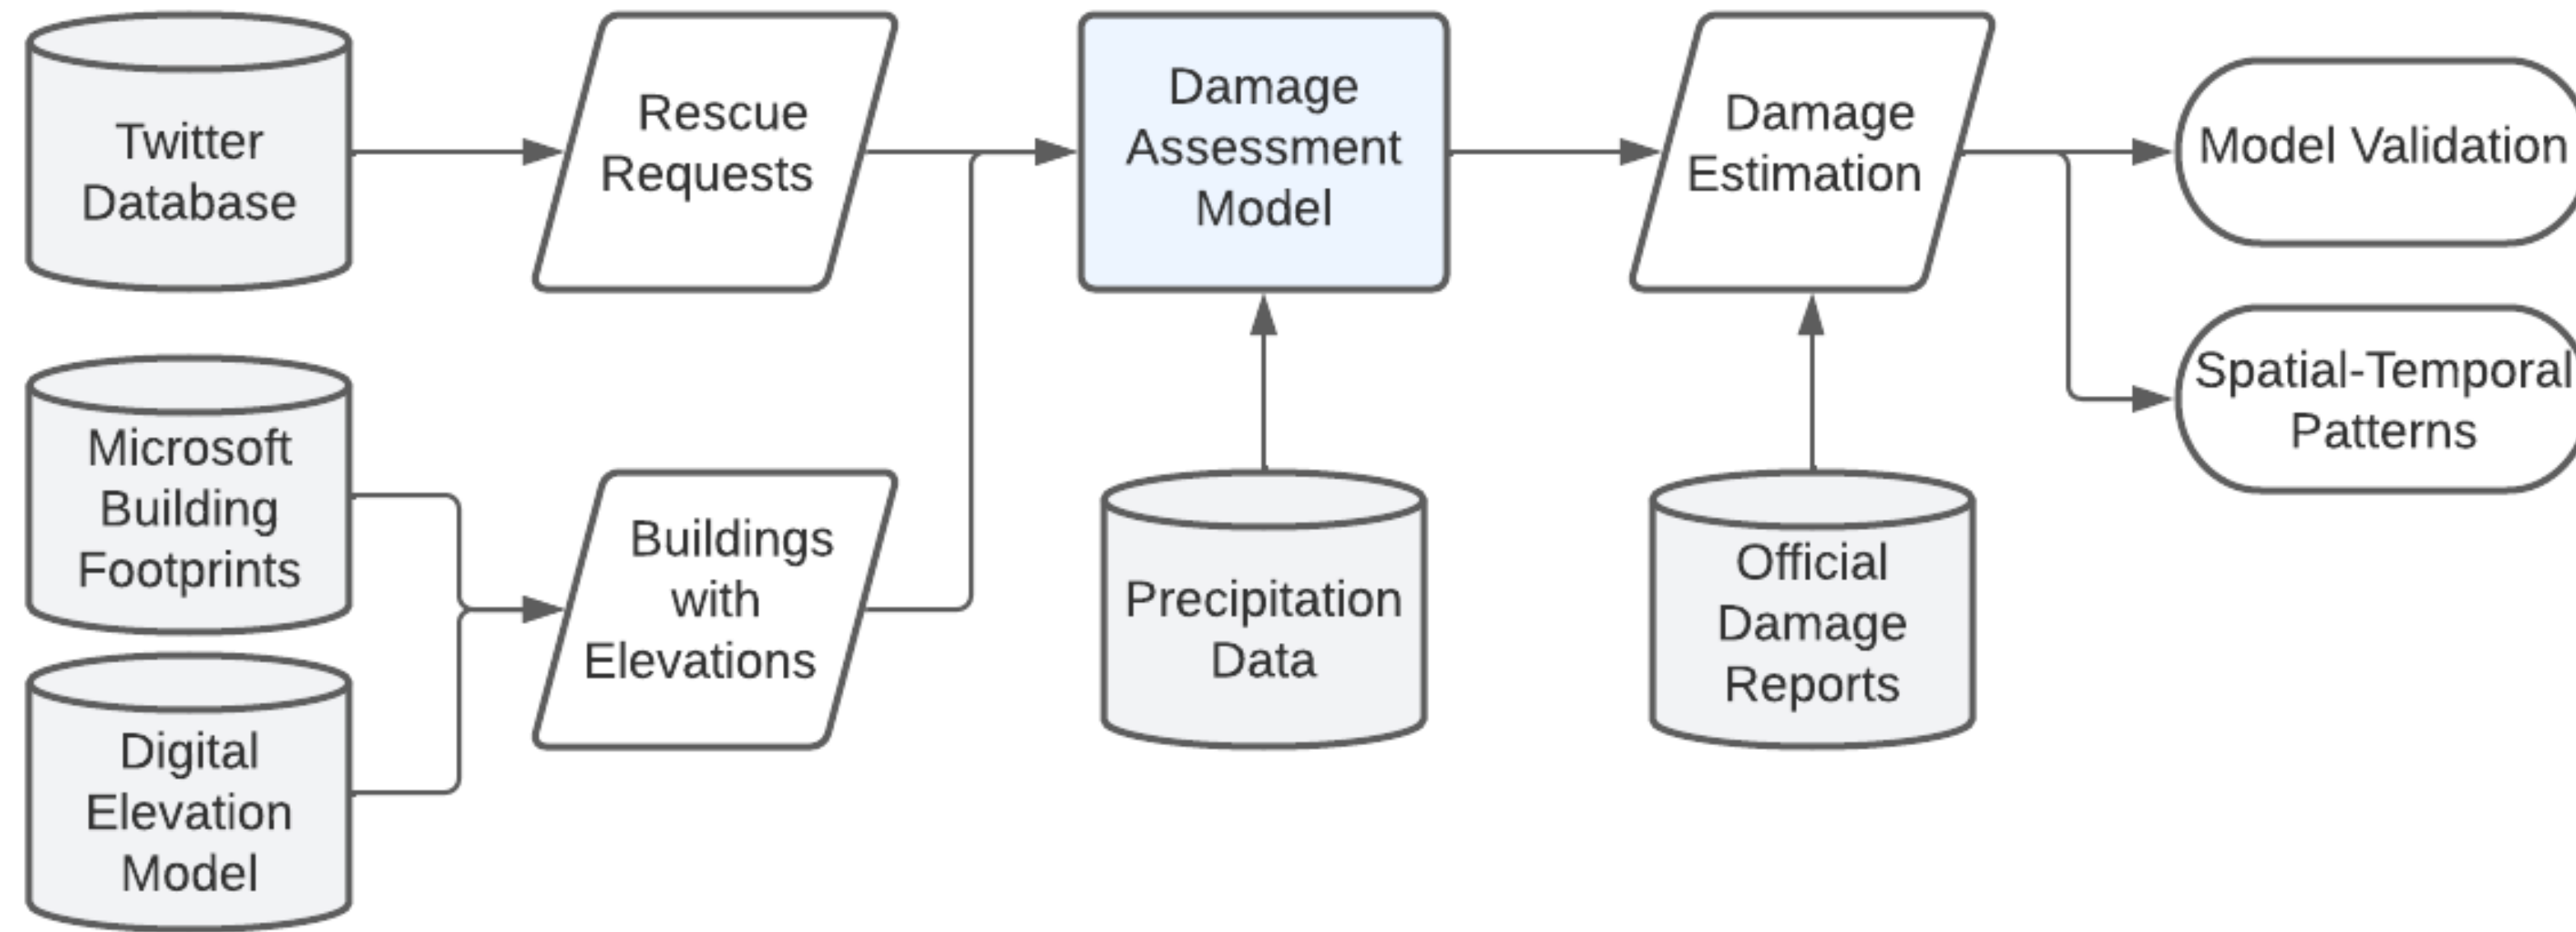 Twitter
Database
Rescue
Requests
Damage
Assessment
Model
Damage
Estimation
Model Validation
Spatial-Temporal
Patterns
Microsoft
Building
Footprints
Buildings
with
Elevations
Precipitation
Data
Official
Damage
Reports
Digital
Elevation
Model